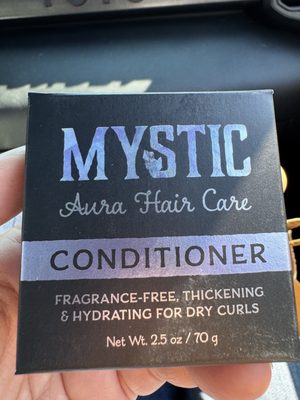 MYSTIC
Aura Hair Care
CONDITIONER
FRAGRANCE-FREE, THICKENING
& HYDRATING FOR DRY CURLS
Net Wt. 2.5 oz / 70 g